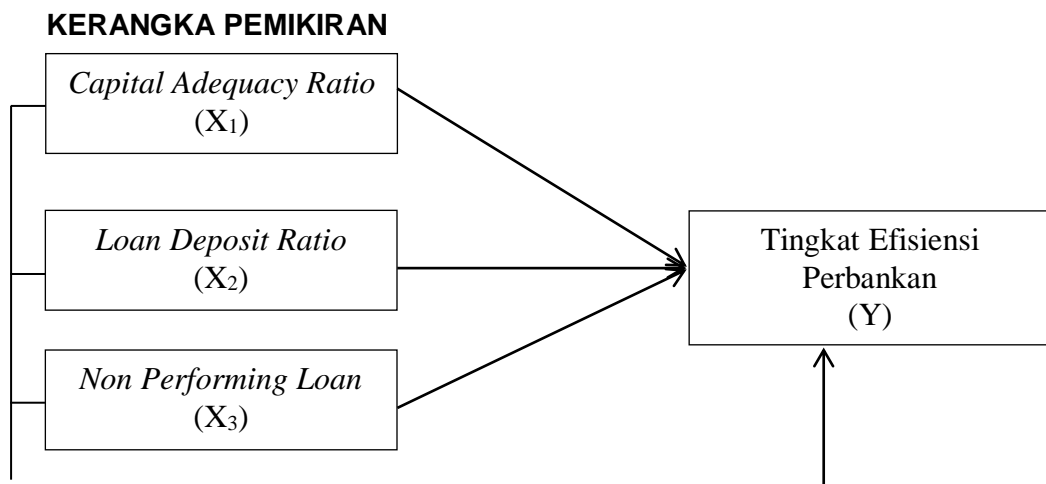 KERANGKA PEMIKIRAN
Capital Adequacy Ratio
(X₁)
Loan Deposit Ratio
(X₂)
Tingkat Efisiensi
Perbankan
(Y)
Non Performing Loan
(X₃)